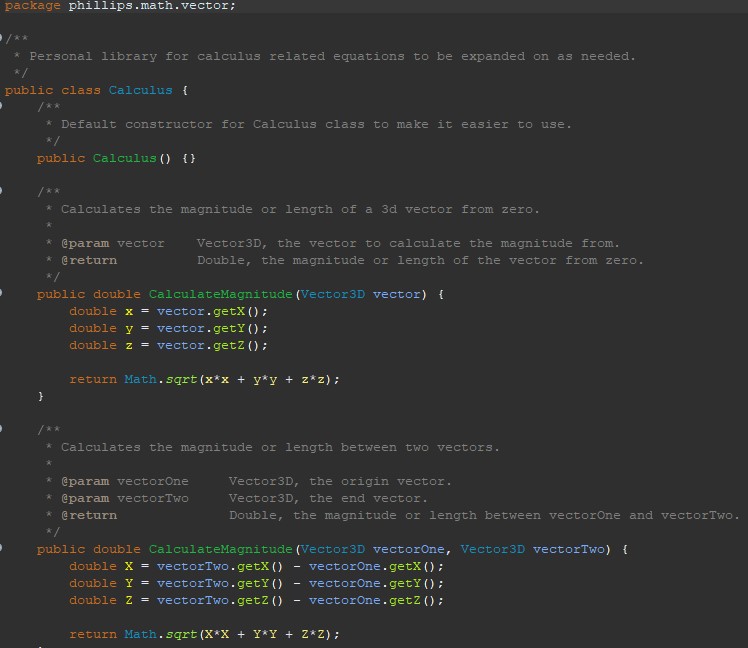 package phillips.math.vector;
/**
* Personal library for calculus related equations to be expanded on as needed.
*/
public class Calculus {
/**
* Default constructor for Calculus class to make it easier to use.
*/
public Calculus() {}
/**
* Calculates the magnitude or length of a 3d vector from zero.
*
* @param vector    Vector3D, the vector to calculate the magnitude from.
* @return          Double, the magnitude or length of the vector from zero.
*/
public double CalculateMagnitude(Vector3D vector) {
double x = vector.getX();
double y = vector.getY();
double z = vector.getZ();
return Math.sqrt(x*x + y*y + z*z);
}
/**
* Calculates the magnitude or length between two vectors.
*
* @param vectorOne     Vector3D, the origin vector.
* @param vectorTwo     Vector3D, the end vector.
* @return              Double, the magnitude or length between vectorOne and vectorTwo.
*/
public double CalculateMagnitude(Vector3D vectorOne, Vector3D vectorTwo) {
double X = vectorTwo.getX() - vectorOne.getX();
double Y = vectorTwo.getY() - vectorOne.getY();
double Z = vectorTwo.getZ() - vectorOne.getZ();
return Math.sqrt(X*X + Y*Y + Z*Z);